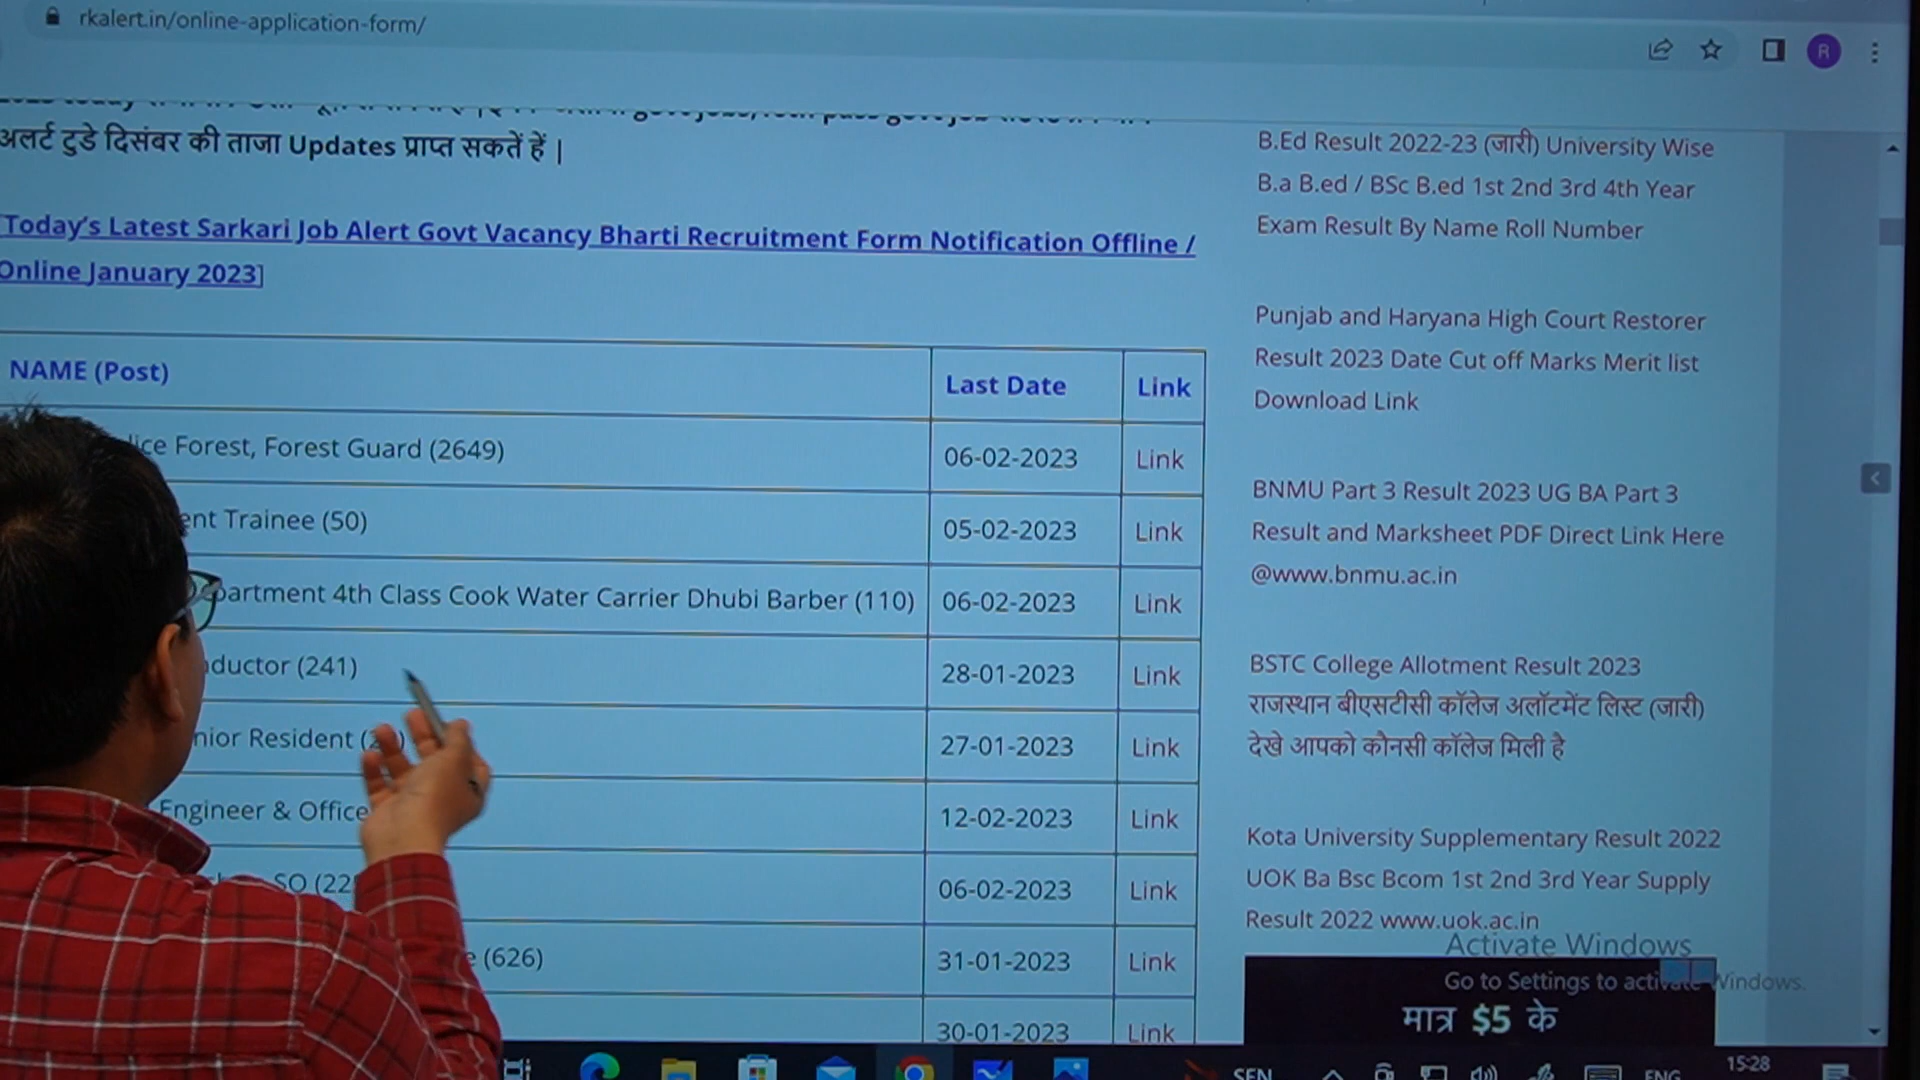 rkalert.in/online-application-form/
R
अलर्ट टुडे दिसंबर की ताजा Updates प्राप्त सकतें हैं |
Today's Latest Sarkari Job Alert Govt Vacancy Bharti Recruitment Form Notification Offline /
Online January 2023]
NAME (Post) Last Date Link
Forest, Forest Guard (2649) 06-02-2023 Link
Trainee (50) 05-02-2023 Link
4th Class Cook Water Carrier Dhubi Barber (110) 06-02-2023 Link
(241) 28-01-2023 Link
Resident 27-01-2023 Link
Engineer & 12-02-2023 Link
SO 06-02-2023 Link
(626) 31-01-2023 Link
30-01-2023 Link
B.Ed Result 2022-23 (जारी) University Wise
B.a B.ed / BSc B.ed 1st 2nd 3rd 4th Year
Exam Result By Name Roll Number
Punjab and Haryana High Court Restorer
Result 2023 Date Cut off Marks Merit list
Download Link
BNMU Part 3 Result 2023 UG BA Part 3
Result and Marksheet PDF Direct Link Here
@www.bnmu.ac.in
BSTC College Allotment Result 2023
राजस्थान बीएसटीसी कॉलेज अलॉटमेंट लिस्ट (जारी)
देखे आपको कौनसी कॉलेज मिली है
Kota University Supplementary Result 2022
UOK Ba Bsc Bcom 1st 2nd 3rd Year Supply
Result 2022 www.uok.ac.in
Activate Windows
Go to Settings to activate Windows.
मात्र $5 के
ENG
15:28